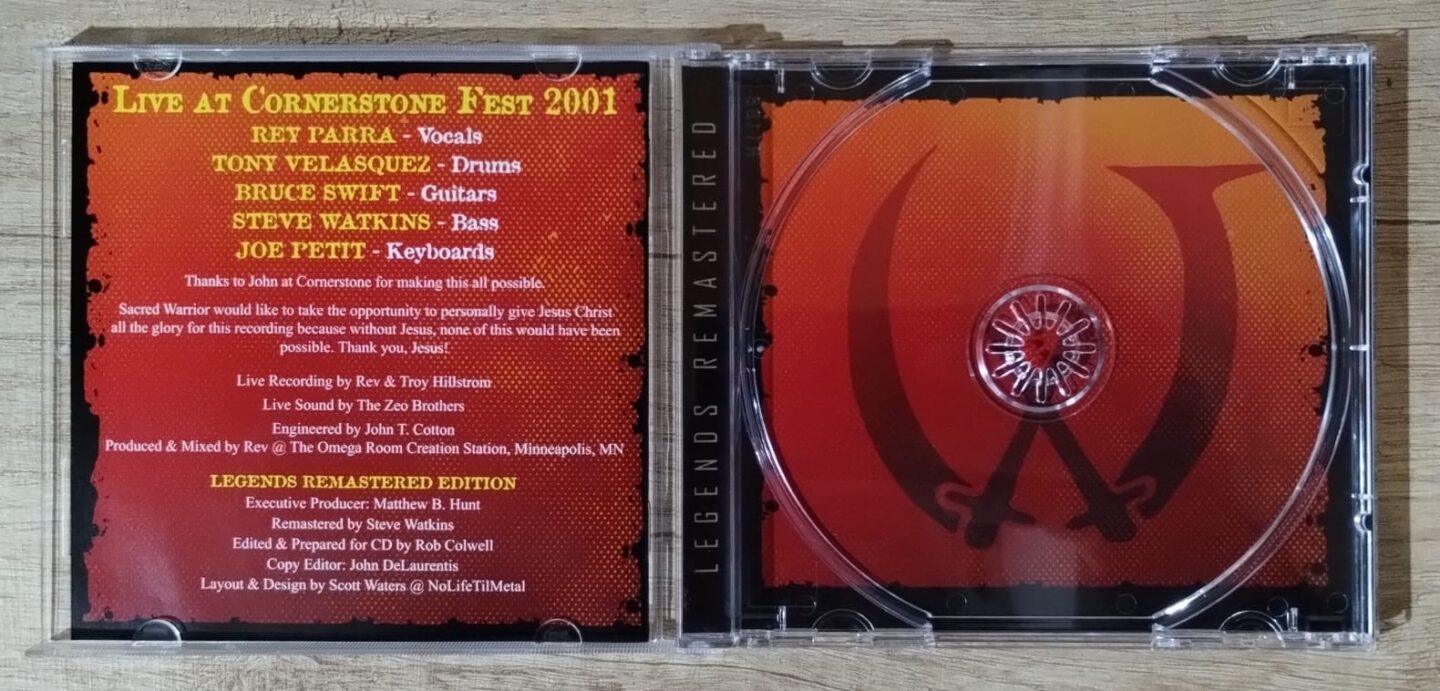 Live at Cornerstone Fest 2001
REY PARRA - Vocals
TONY VELASQUEZ - Drums
BRUCE SWIFT - Guitars
STEVE WATKINS - Bass
JOE PETIT - Keyboards
Thanks to John at Cornerstone for making this all possible.
Sacred Warrior would like to take the opportunity to personally give Jesus Christ
all the glory for this recording because without Jesus, none of this would have been
possible. Thank you, Jesus!
Live Recording by Rev & Troy Hillstrom
Live Sound by The Zeo Brothers
Engineered by John T. Cotton
Produced & Mixed by Rev @ The Omega Room Creation Station, Minneapolis, MN
LEGENDS REMASTERED EDITION
Executive Producer: Matthew B. Hunt
Remastered by Steve Watkins
Edited & Prepared for CD by Rob Colwell
Copy Editor: John DeLaurentis
Layout & Design by Scott Waters @ NoLifeTilMetal
LEGENDS REMASTERED